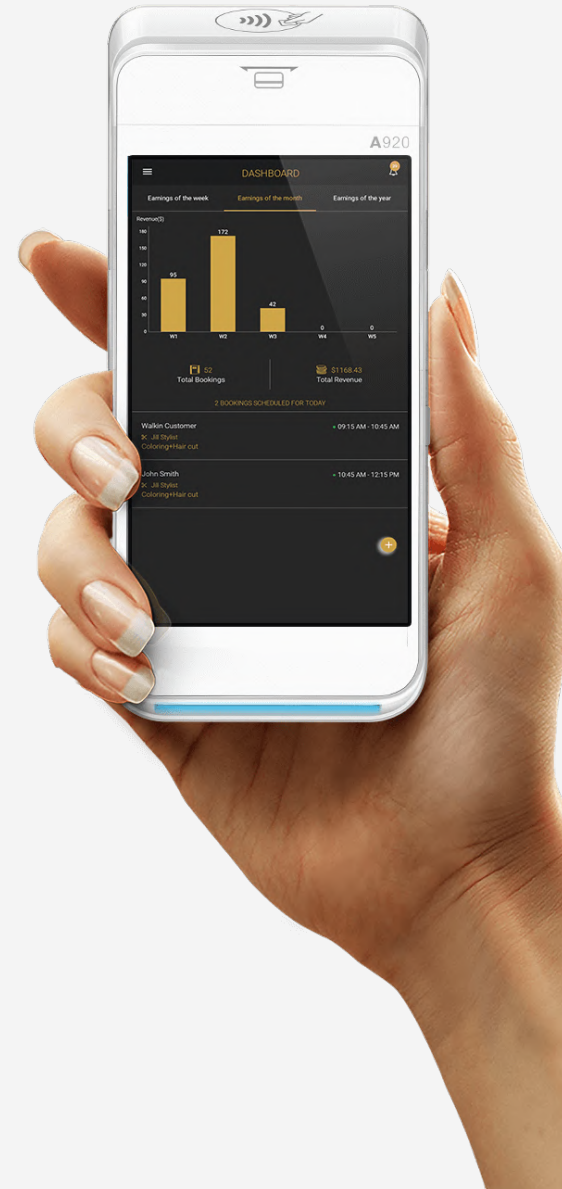 A920
DASHBOARD
Earnings of the week Earnings of the month Earnings of the year
Revenue($)
180
150
120
90
60
30
0
95
172
42
0
0
W1 W2 W3 W4 W5
52
Total Bookings
$1168.43
Total Revenue
2 BOOKINGS SCHEDULED FOR TODAY
Walkin Customer 09:15 AM - 10:45 AM
Jill Stylist
Coloring+Hair cut
John Smith 10:45 AM - 12:15 PM
Jill Stylist
Coloring+Hair cut